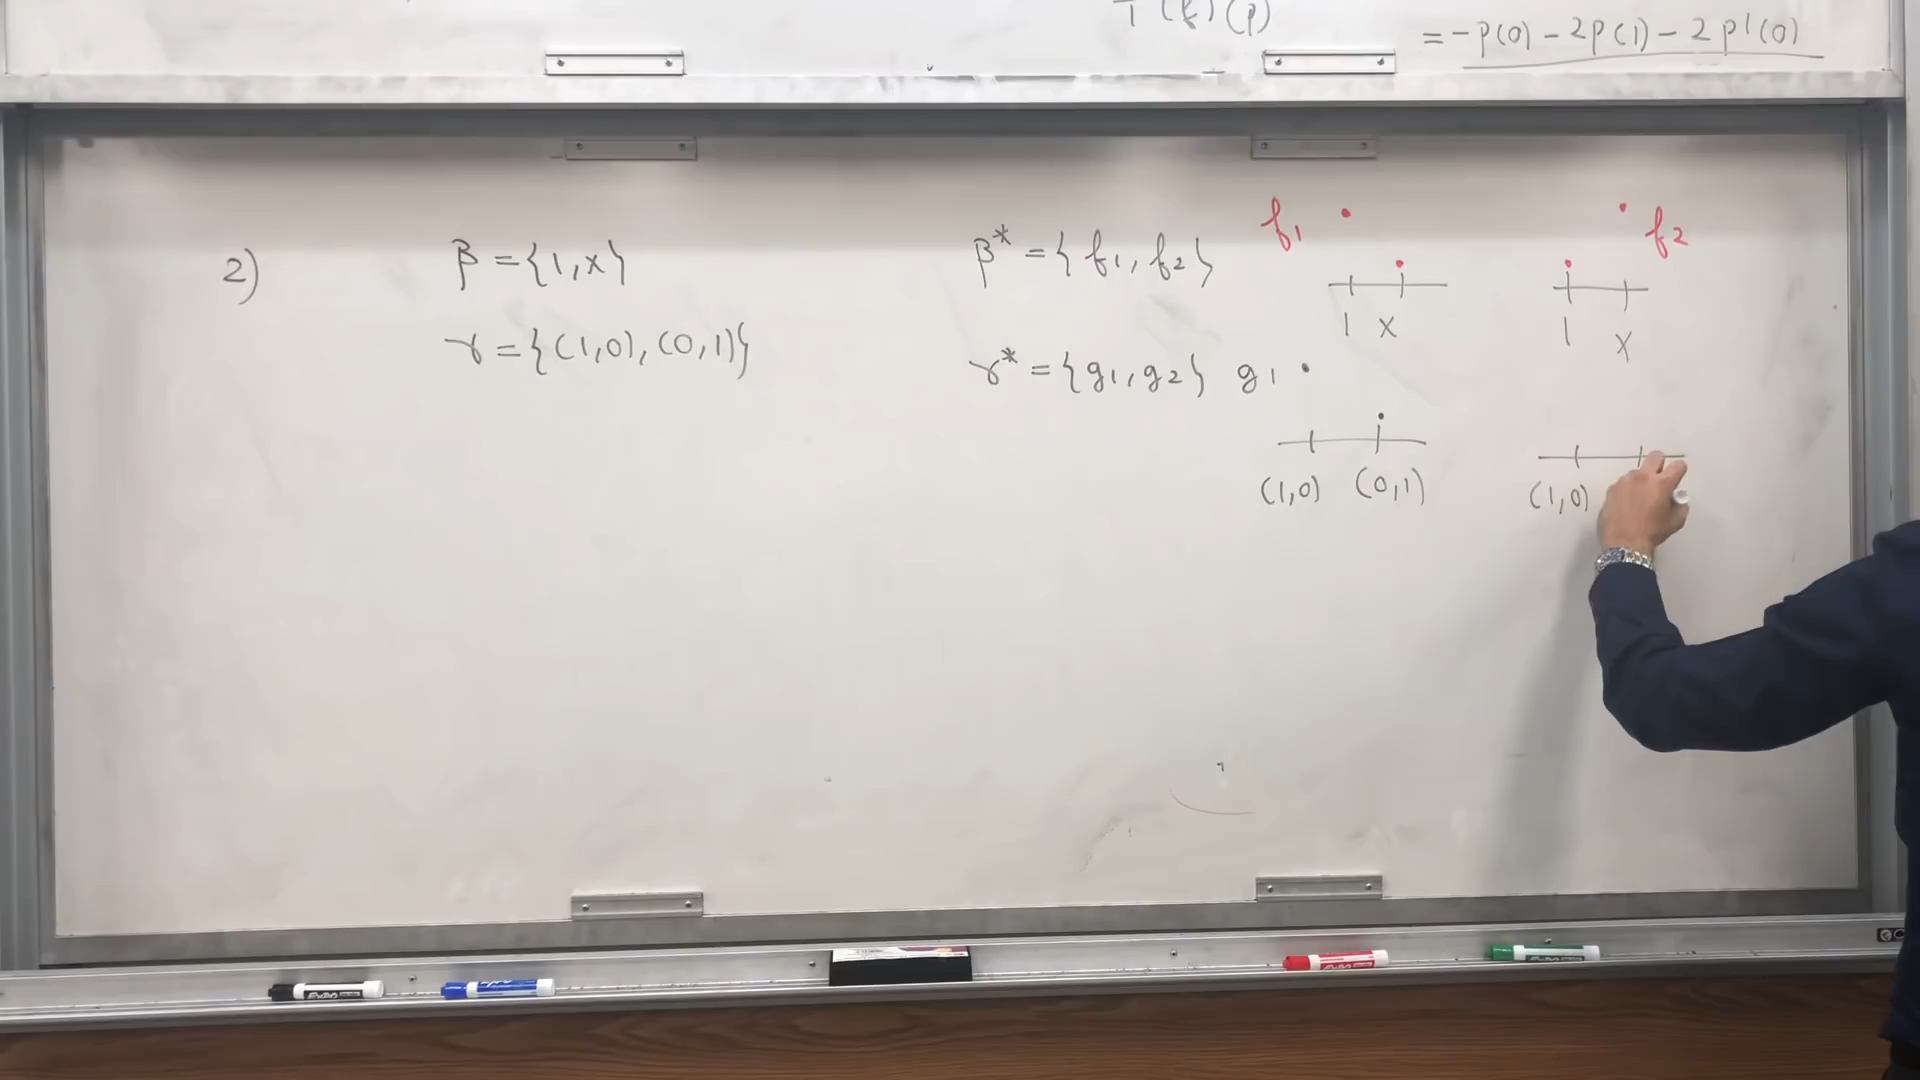 T (f) (p)
= -p(0) - 2p(1) - 2p'(0)
2) β = {1, x} β* = {f₁, f₂} f₁ f₂
1 x 1 x
γ = {(1,0), (0,1)} γ* = {g₁, g₂} g₁
(1,0) (0,1) (1,0)